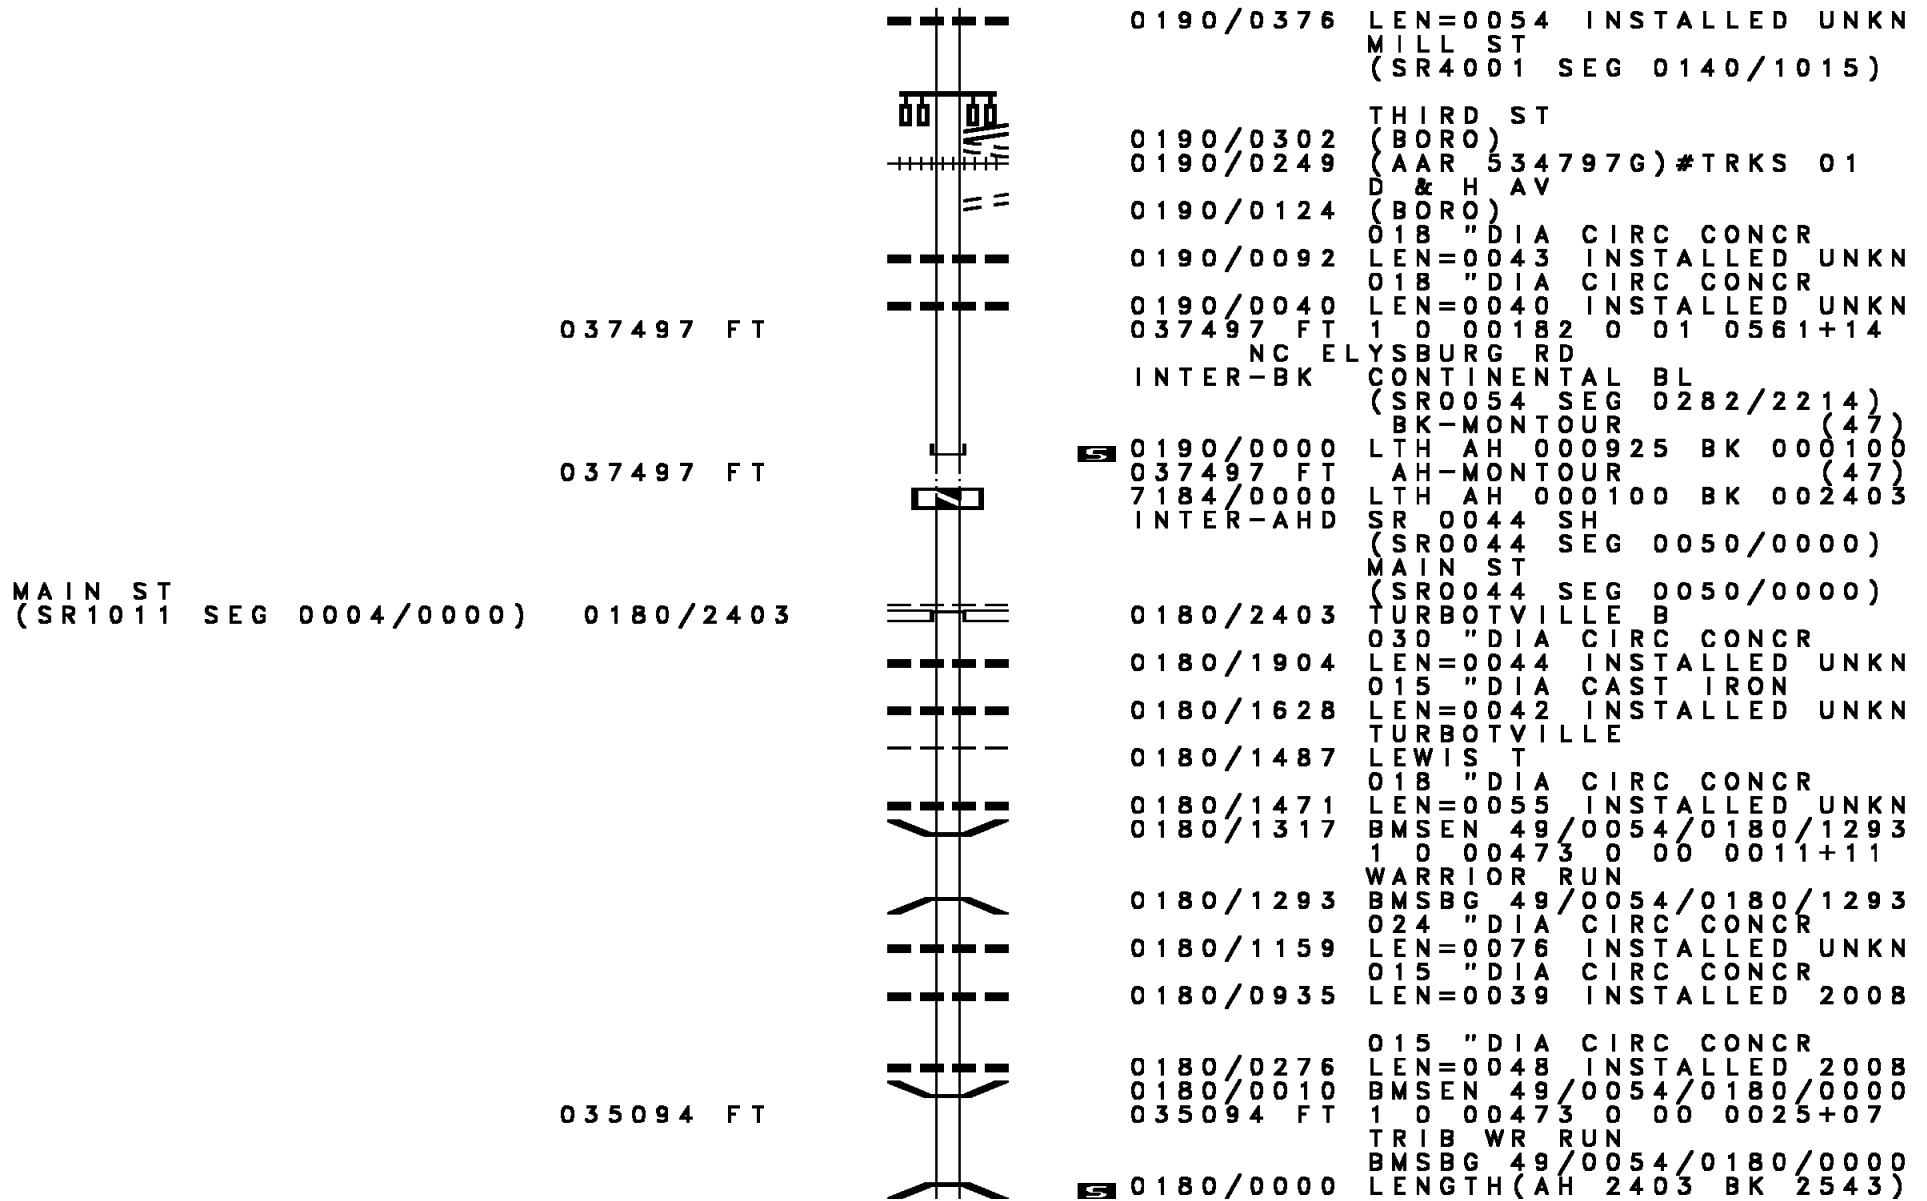 0190/0376 LEN=0054 INSTALLED UNKN
MILL ST
(SR4001 SEG 0140/1015)
THIRD ST
0190/0302 (BORO)
0190/0249 (AAR 534797G)#TRKS 01
D & H AV
0190/0124 (BORO)
018 "DIA CIRC CONCR
0190/0092 LEN=0043 INSTALLED UNKN
018 "DIA CIRC CONCR
0190/0040 LEN=0040 INSTALLED UNKN
037497 FT 037497 FT 1 0 00182 0 01 0561+14
NC ELYSBURG RD
INTER-BK CONTINENTAL BL
(SR0054 SEG 0282/2214)
BK-MONTOUR (47)
S 0190/0000 LTH AH 000925 BK 000100
037497 FT 037497 FT AH-MONTOUR (47)
7184/0000 LTH AH 000100 BK 002403
INTER-AHD SR 0044 SH
(SR0044 SEG 0050/0000)
MAIN ST
MAIN ST (SR0044 SEG 0050/0000)
(SR1011 SEG 0004/0000) 0180/2403 0180/2403 TURBOTVILLE B
030 "DIA CIRC CONCR
0180/1904 LEN=0044 INSTALLED UNKN
015 "DIA CAST IRON
0180/1628 LEN=0042 INSTALLED UNKN
TURBOTVILLE
0180/1487 LEWIS T
018 "DIA CIRC CONCR
0180/1471 LEN=0055 INSTALLED UNKN
0180/1317 BMSEN 49/0054/0180/1293
1 0 00473 0 00 0011+11
WARRIOR RUN
0180/1293 BMSBG 49/0054/0180/1293
024 "DIA CIRC CONCR
0180/1159 LEN=0076 INSTALLED UNKN
015 "DIA CIRC CONCR
0180/0935 LEN=0039 INSTALLED 2008
015 "DIA CIRC CONCR
0180/0276 LEN=0048 INSTALLED 2008
0180/0010 BMSEN 49/0054/0180/0000
035094 FT 035094 FT 1 0 00473 0 00 0025+07
TRIB WR RUN
BMSBG 49/0054/0180/0000
S 0180/0000 LENGTH(AH 2403 BK 2543)